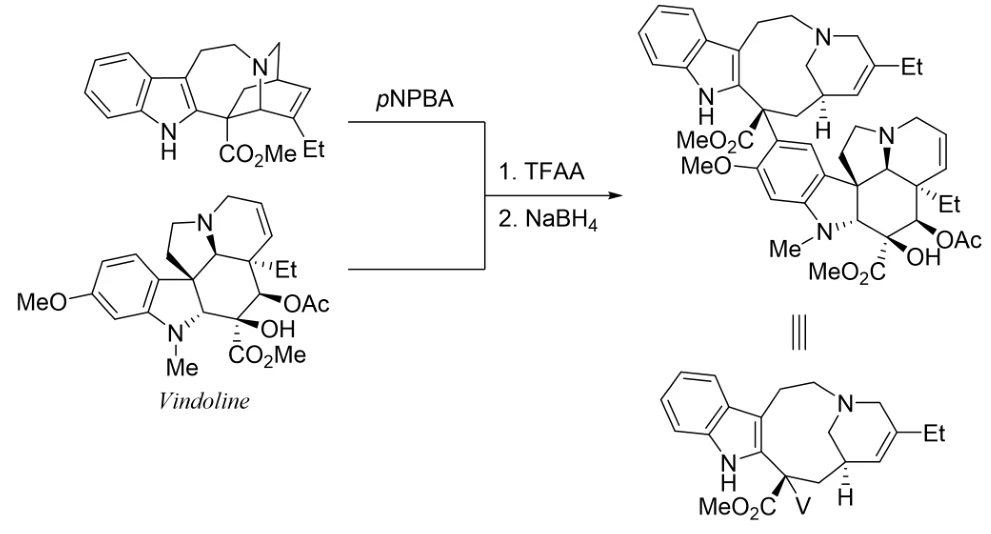 N
N
H
CO₂Me
Et
pNPBA
1. TFAA
2. NaBH₄
N
Et
MeO
OAc
OH
N
Me
CO₂Me
Vindoline
N
Et
N
H
H
MeO₂C
MeO
N
Et
OAc
OH
N
Me
MeO₂C
N
Et
N
H
H
MeO₂C
V